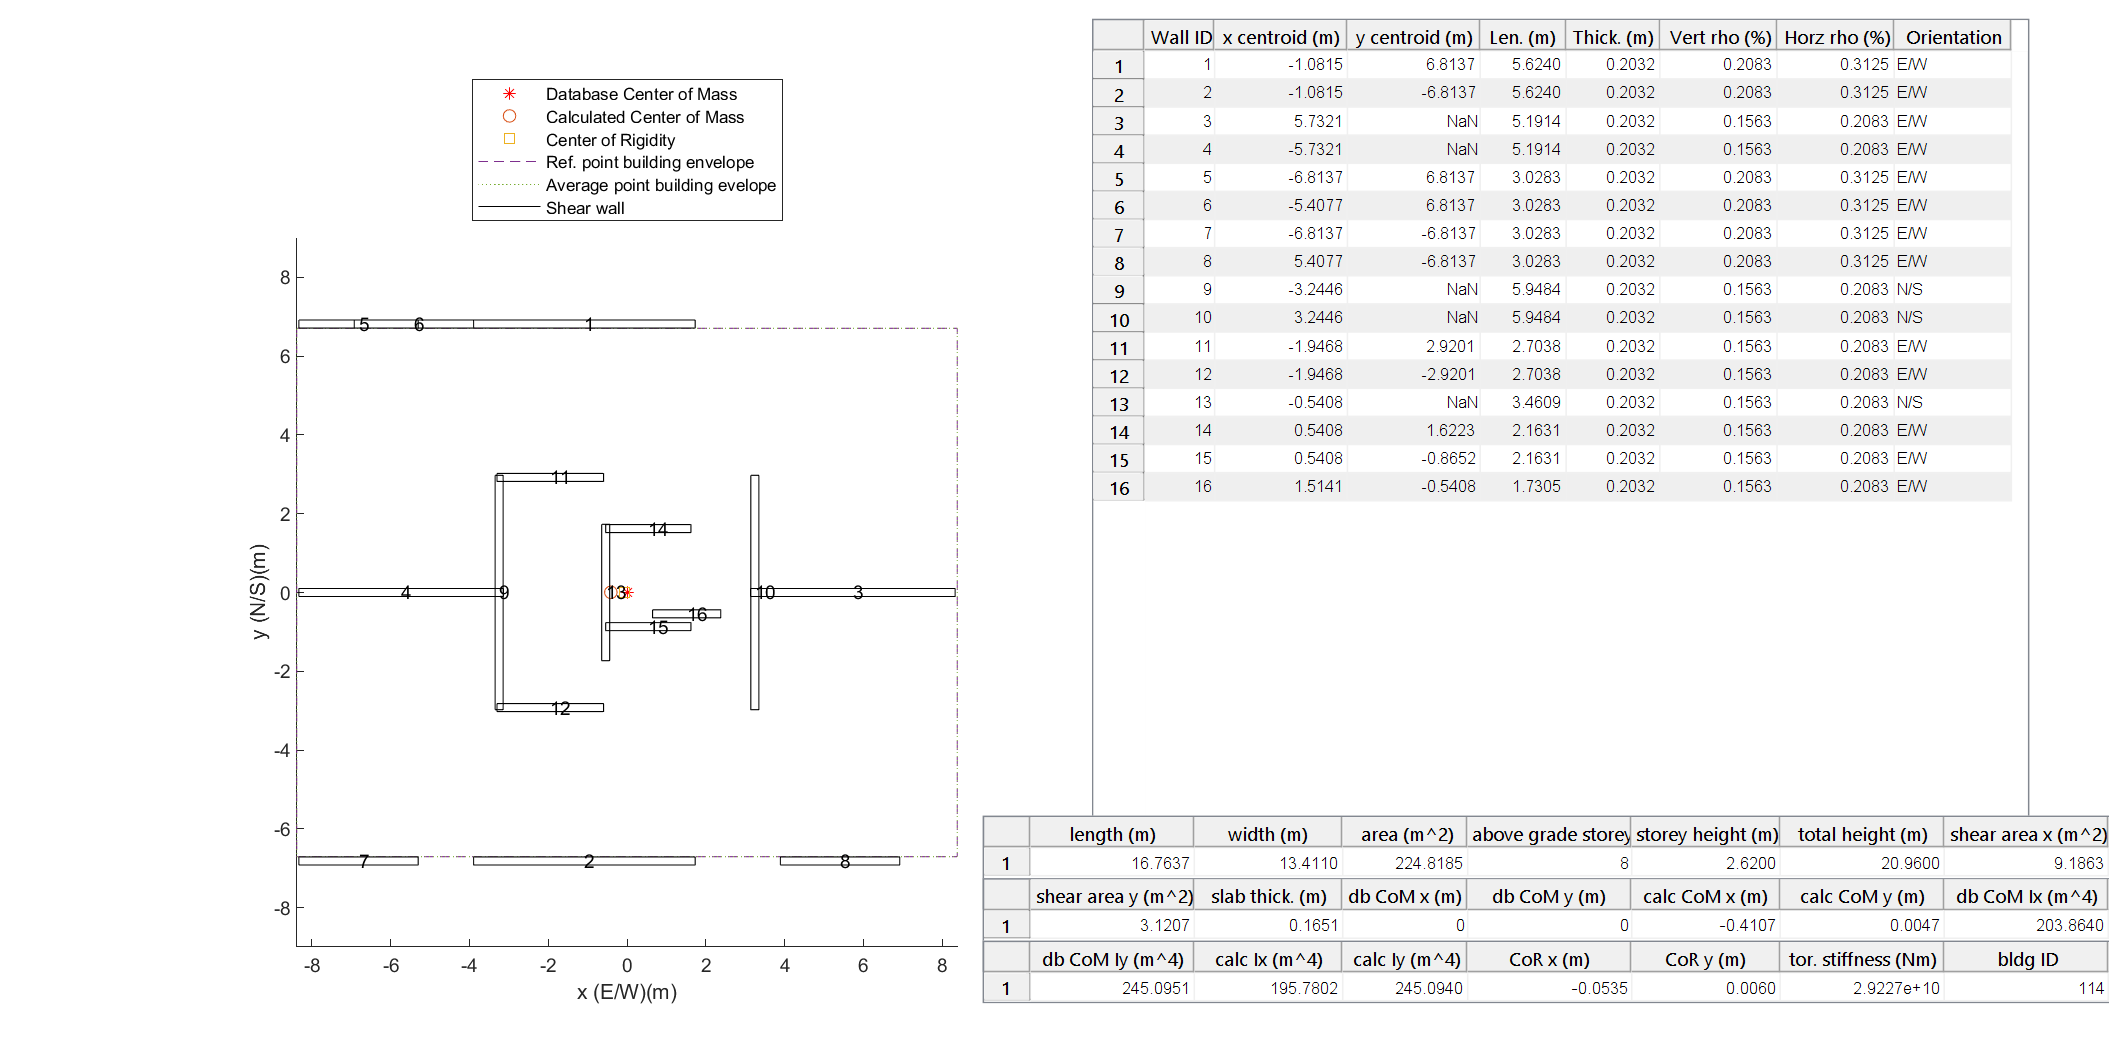 Database Center of Mass
Calculated Center of Mass
Center of Rigidity
Ref. point building envelope
Average point building evelope
Shear wall
8
6
4
2
0
-2
-4
-6
-8
y (N/S)(m)
-8 -6 -4 -2 0 2 4 6 8
x (E/W)(m)
5 6 1
11
14
4 9 13 10 3
16
15
12
7 2 8
Wall ID x centroid (m) y centroid (m) Len. (m) Thick. (m) Vert rho (%) Horz rho (%) Orientation
1 1 -1.0815 6.8137 5.6240 0.2032 0.2083 0.3125 E/W
2 2 -1.0815 -6.8137 5.6240 0.2032 0.2083 0.3125 E/W
3 3 5.7321 NaN 5.1914 0.2032 0.1563 0.2083 E/W
4 4 -5.7321 NaN 5.1914 0.2032 0.1563 0.2083 E/W
5 5 -6.8137 6.8137 3.0283 0.2032 0.2083 0.3125 E/W
6 6 -5.4077 6.8137 3.0283 0.2032 0.2083 0.3125 E/W
7 7 -6.8137 -6.8137 3.0283 0.2032 0.2083 0.3125 E/W
8 8 5.4077 -6.8137 3.0283 0.2032 0.2083 0.3125 E/W
9 9 -3.2446 NaN 5.9484 0.2032 0.1563 0.2083 N/S
10 10 3.2446 NaN 5.9484 0.2032 0.1563 0.2083 N/S
11 11 -1.9468 2.9201 2.7038 0.2032 0.1563 0.2083 E/W
12 12 -1.9468 -2.9201 2.7038 0.2032 0.1563 0.2083 E/W
13 13 -0.5408 NaN 3.4609 0.2032 0.1563 0.2083 N/S
14 14 0.5408 1.6223 2.1631 0.2032 0.1563 0.2083 E/W
15 15 0.5408 -0.8652 2.1631 0.2032 0.1563 0.2083 E/W
16 16 1.5141 -0.5408 1.7305 0.2032 0.1563 0.2083 E/W
length (m) width (m) area (m^2) above grade storey storey height (m) total height (m) shear area x (m^2)
1 16.7637 13.4110 224.8185 8 2.6200 20.9600 9.1863
shear area y (m^2) slab thick. (m) db CoM x (m) db CoM y (m) calc CoM x (m) calc CoM y (m) db CoM Ix (m^4)
1 3.1207 0.1651 0 0 -0.4107 0.0047 203.8640
db CoM Iy (m^4) calc Ix (m^4) calc Iy (m^4) CoR x (m) CoR y (m) tor. stiffness (Nm) bldg ID
1 245.0951 195.7802 245.0940 -0.0535 0.0060 2.9227e+10 114